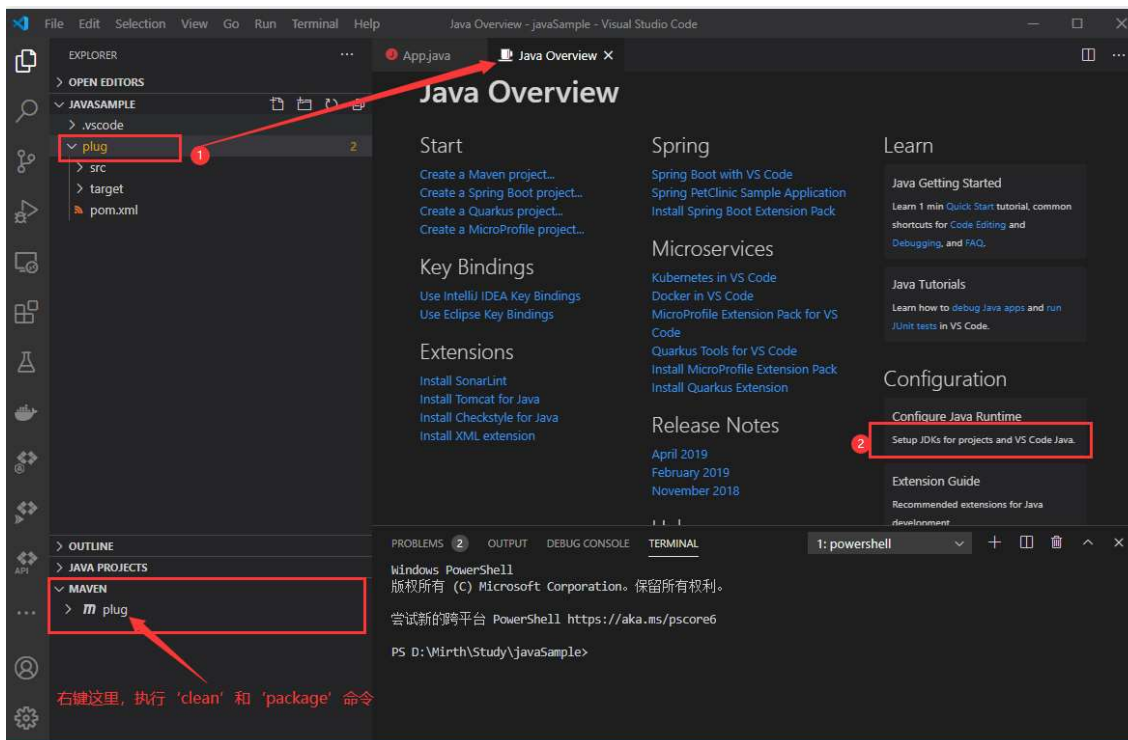 File Edit Selection View Go Run Terminal Help
Java Overview - javaSample - Visual Studio Code
EXPLORER
OPEN EDITORS
JAVASAMPLE
.vscode
plug 2
src
target
pom.xml
1
OUTLINE
JAVA PROJECTS
MAVEN
m plug
右键这里，执行‘clean’和‘package’命令
API
App.java
Java Overview
Java Overview
Start
Create a Maven project...
Create a Spring Boot project...
Create a Quarkus project...
Create a MicroProfile project...
Key Bindings
Use IntelliJ IDEA Key Bindings
Use Eclipse Key Bindings
Extensions
Install SonarLint
Install Tomcat for Java
Install Checkstyle for Java
Install XML extension
Spring
Spring Boot with VS Code
Spring PetClinic Sample Application
Install Spring Boot Extension Pack
Microservices
Kubernetes in VS Code
Docker in VS Code
MicroProfile Extension Pack for VS
Code
Quarkus Tools for VS Code
Install MicroProfile Extension Pack
Install Quarkus Extension
Release Notes
April 2019
February 2019
November 2018
Learn
Java Getting Started
Learn 1 min Quick Start tutorial, common
shortcuts for Code Editing and
Debugging, and FAQ.
Java Tutorials
Learn how to debug Java apps and run
JUnit tests in VS Code.
Configuration
Configure Java Runtime
2
Setup JDKs for projects and VS Code Java.
Extension Guide
Recommended extensions for Java
development
PROBLEMS 2 OUTPUT DEBUG CONSOLE TERMINAL
1: powershell
Windows PowerShell
版权所有 (C) Microsoft Corporation。保留所有权利。
尝试新的跨平台 PowerShell https://aka.ms/pscore6
PS D:\Mirth\Study\javaSample>